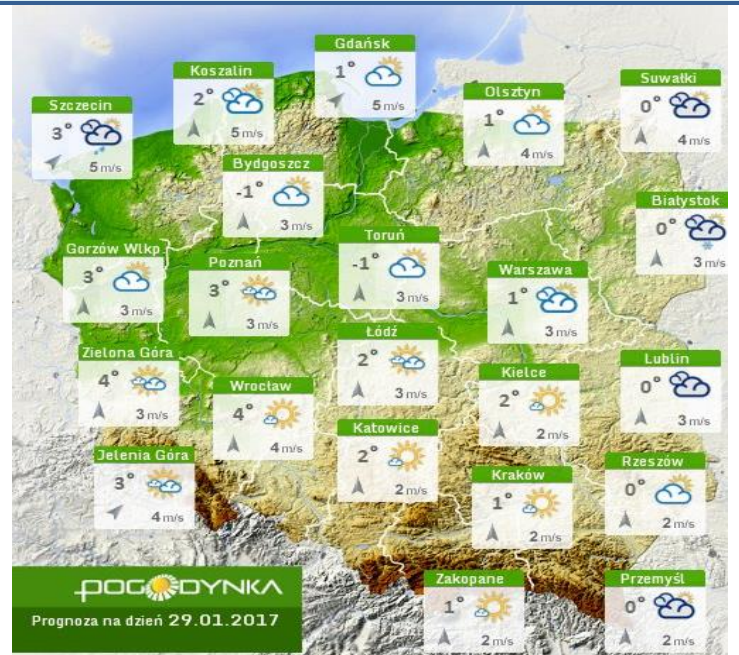 Gdańsk
1°
5 m/s
Koszalin
2°
5 m/s
Szczecin
3°
5 m/s
Olsztyn
1°
4 m/s
Suwałki
0°
4 m/s
Bydgoszcz
-1°
3 m/s
Białystok
0°
3 m/s
Gorzów Wlkp
3°
3 m/s
Poznań
3°
3 m/s
Toruń
-1°
3 m/s
Warszawa
1°
3 m/s
Zielona Góra
4°
3 m/s
Wrocław
4°
4 m/s
Łódź
2°
3 m/s
Kielce
2°
2 m/s
Lublin
0°
3 m/s
Jelenia Góra
3°
4 m/s
Katowice
2°
2 m/s
Kraków
1°
2 m/s
Rzeszów
0°
2 m/s
Zakopane
1°
2 m/s
Przemyśl
0°
2 m/s
POGODYNKA
Prognoza na dzień 29.01.2017